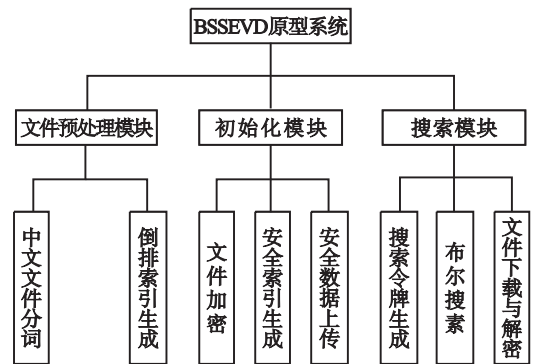 BSSEVD原型系统
文件预处理模块
初始化模块
搜索模块
中文文件分词
倒排索引生成
文件加密
安全索引生成
安全数据上传
搜索令牌生成
布尔搜素
文件下载与解密